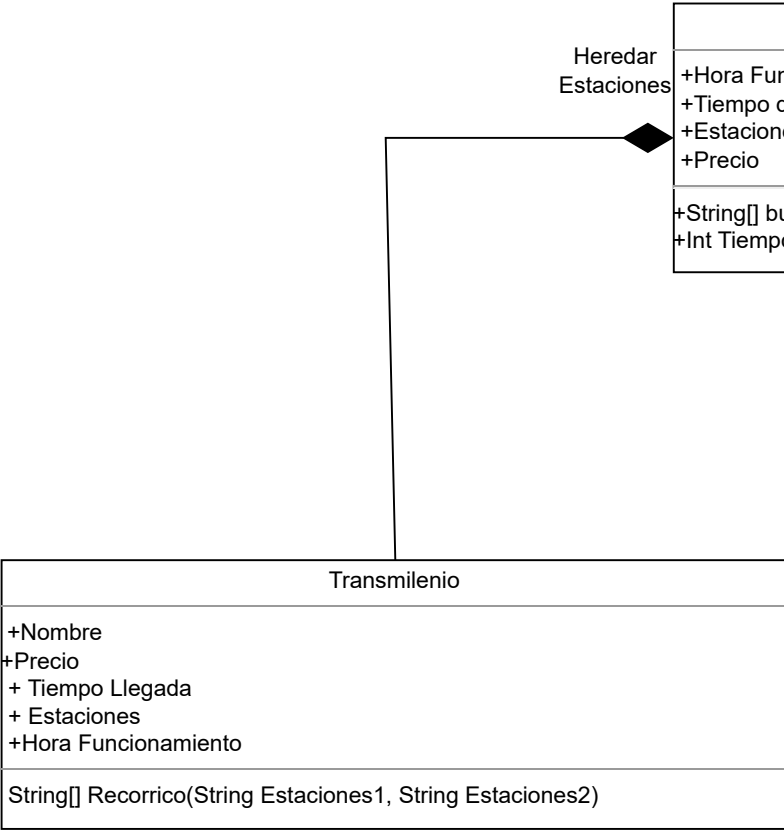 Heredar
Estaciones
+Hora
+Tiempo
+Precio
+String[]
+Int
Transmilenio
+Nombre
+Precio
+ Tiempo Llegada
+ Estaciones
+Hora Funcionamiento
String[] Recorrico(String Estaciones1, String Estaciones2)